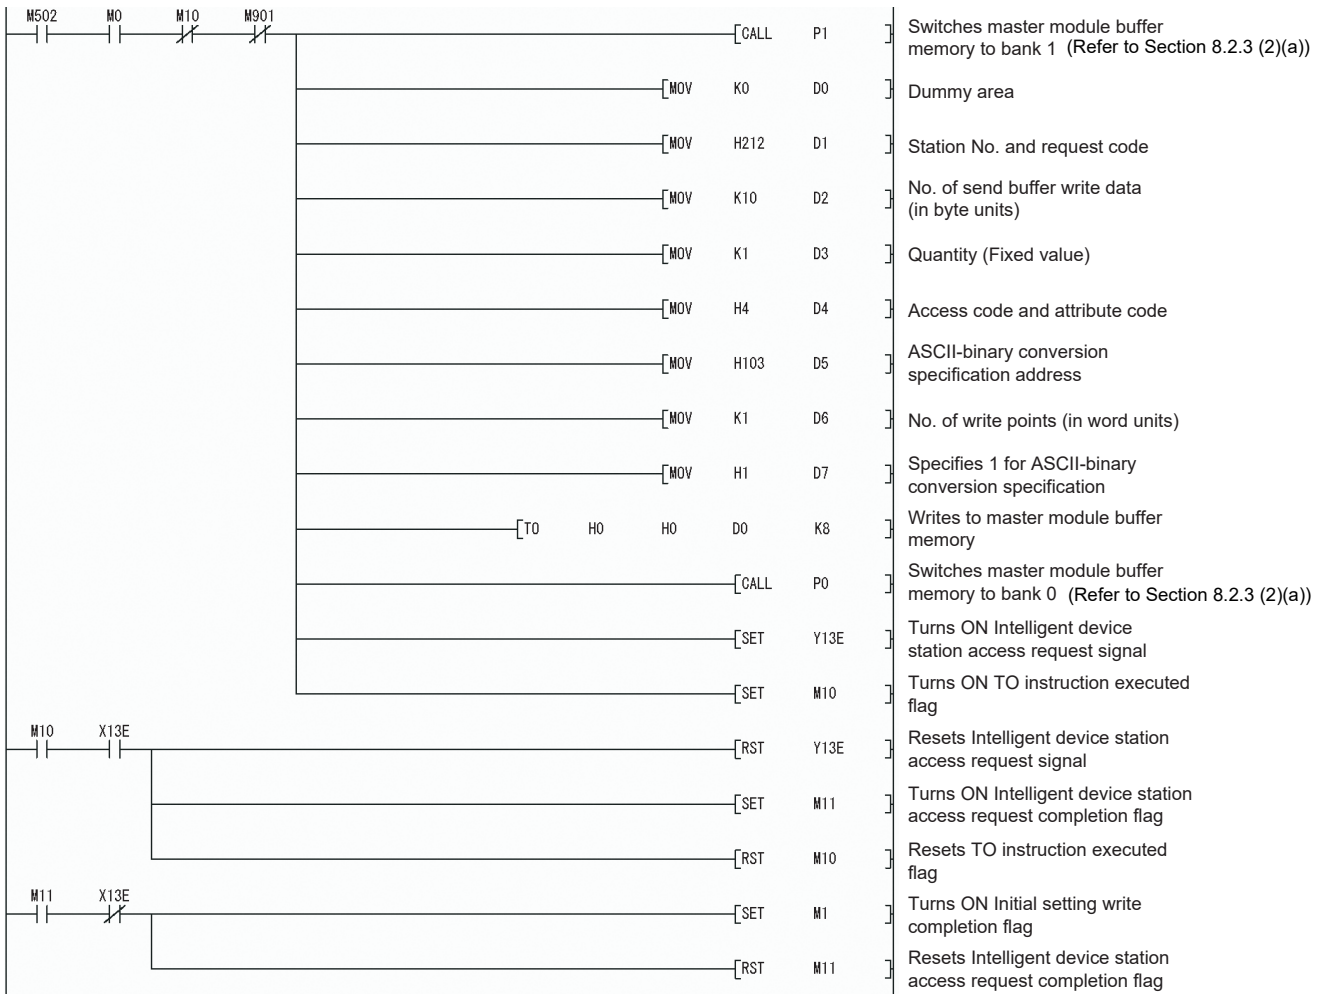 M502 M0 M10 M901
CALL P1 Switches master module buffer
memory to bank 1 (Refer to Section 8.2.3 (2)(a))
MOV K0 D0 Dummy area
MOV H212 D1 Station No. and request code
MOV K10 D2 No. of send buffer write data
(in byte units)
MOV K1 D3 Quantity (Fixed value)
MOV H4 D4 Access code and attribute code
MOV H103 D5 ASCII-binary conversion
specification address
MOV K1 D6 No. of write points (in word units)
MOV H1 D7 Specifies 1 for ASCII-binary
conversion specification
TO H0 H0 D0 K8 Writes to master module buffer
memory
CALL P0 Switches master module buffer
memory to bank 0 (Refer to Section 8.2.3 (2)(a))
SET Y13E Turns ON Intelligent device
station access request signal
SET M10 Turns ON TO instruction executed
flag
M10 X13E
RST Y13E Resets Intelligent device station
access request signal
SET M11 Turns ON Intelligent device station
access request completion flag
RST M10 Resets TO instruction executed
flag
M11 X13E
SET M1 Turns ON Initial setting write
completion flag
RST M11 Resets Intelligent device station
access request completion flag